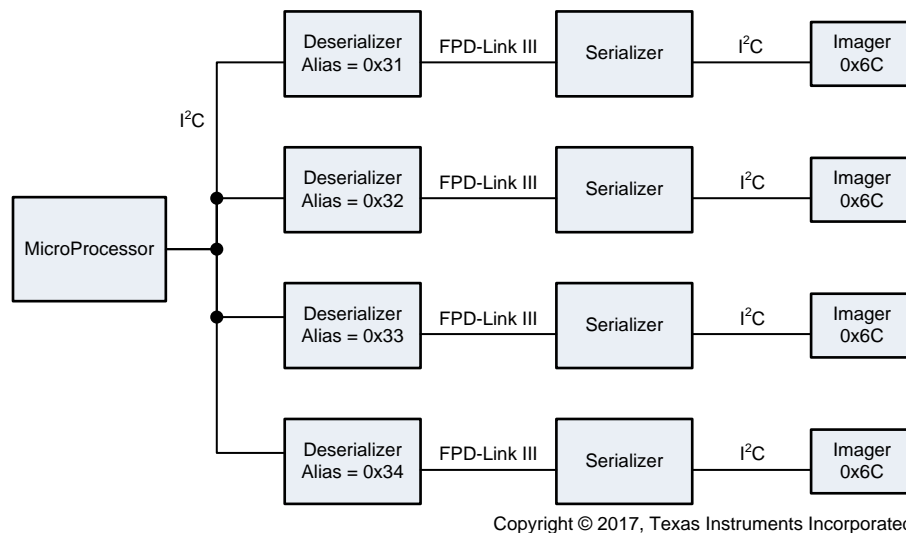 Deserializer
Alias = 0x31
FPD-Link III
Serializer
I²C
Imager
0x6C
I²C
Deserializer
Alias = 0x32
FPD-Link III
Serializer
I²C
Imager
0x6C
MicroProcessor
Deserializer
Alias = 0x33
FPD-Link III
Serializer
I²C
Imager
0x6C
Deserializer
Alias = 0x34
FPD-Link III
Serializer
I²C
Imager
0x6C
Copyright © 2017, Texas Instruments Incorporated